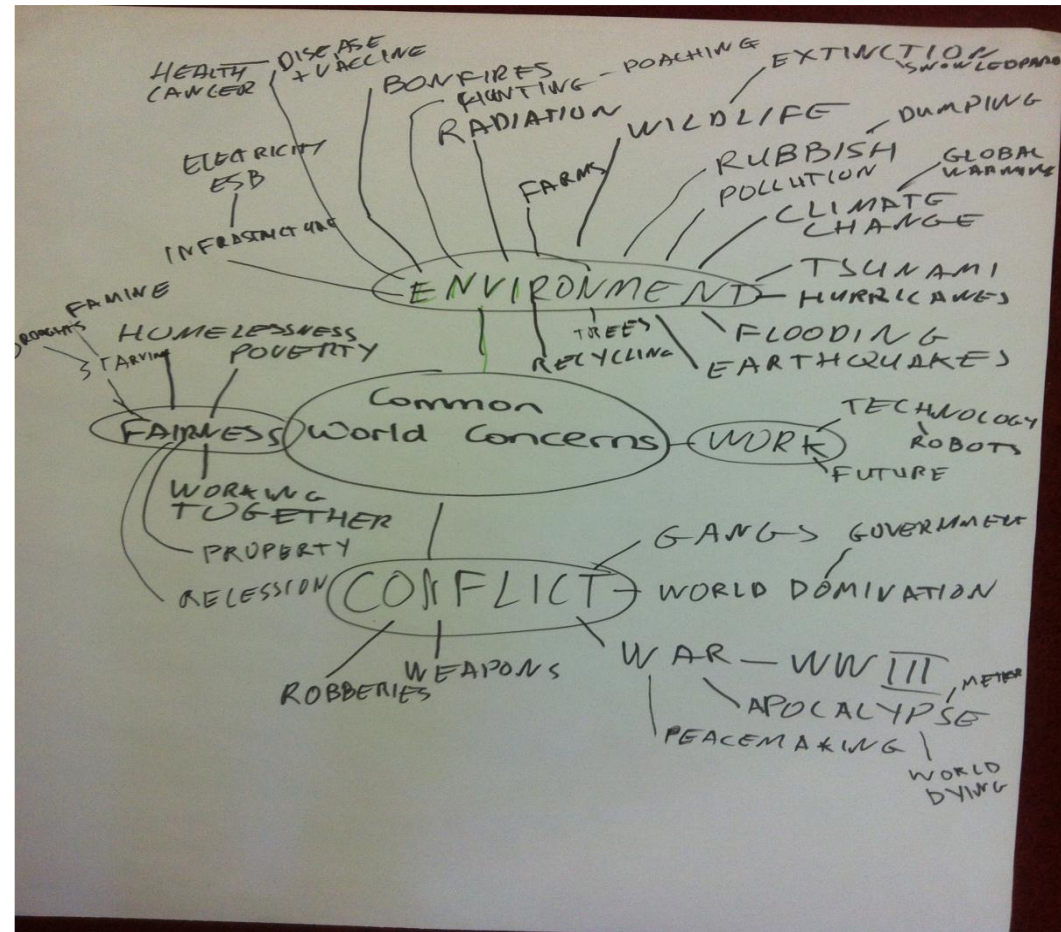 HEALTH
CANCER
DISEASE
+ VACCINE
BONFIRES
HUNTING - POACHING
RADIATION
EXTINCTION
SNOW LEOPARD
WILDLIFE
DUMPING
RUBBISH
POLLUTION
GLOBAL
WARMING
CLIMATE
CHANGE
ELECTRICITY
ESB
FARMS
INFRASTRUCTURE
ENVIRONMENT
TSUNAMI
HURRICANES
TREES
RECYCLING
FLOODING
EARTHQUAKES
FAMINE
STARVING
HOMELESSNESS
POVERTY
FAIRNESS
Common
World Concerns
WORK
TECHNOLOGY
ROBOTS
FUTURE
WORKING
TOGETHER
PROPERTY
RECESSION
CONFLICT
GANGS
GOVERNMENT
WORLD DOMINATION
ROBBERIES
WEAPONS
WAR - WW III
APOCALYPSE
PEACEMAKING
WORLD
DYING